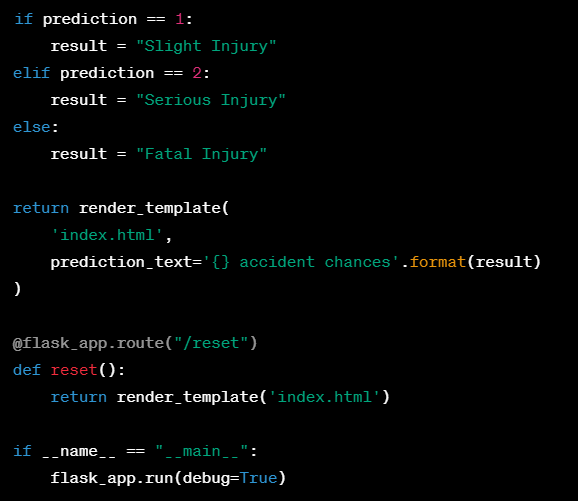 if prediction == 1:
    result = "Slight Injury"
elif prediction == 2:
    result = "Serious Injury"
else:
    result = "Fatal Injury"

return render_template(
    'index.html',
    prediction_text='{} accident chances'.format(result)
)

@flask_app.route("/reset")
def reset():
    return render_template('index.html')

if __name__ == "__main__":
    flask_app.run(debug=True)